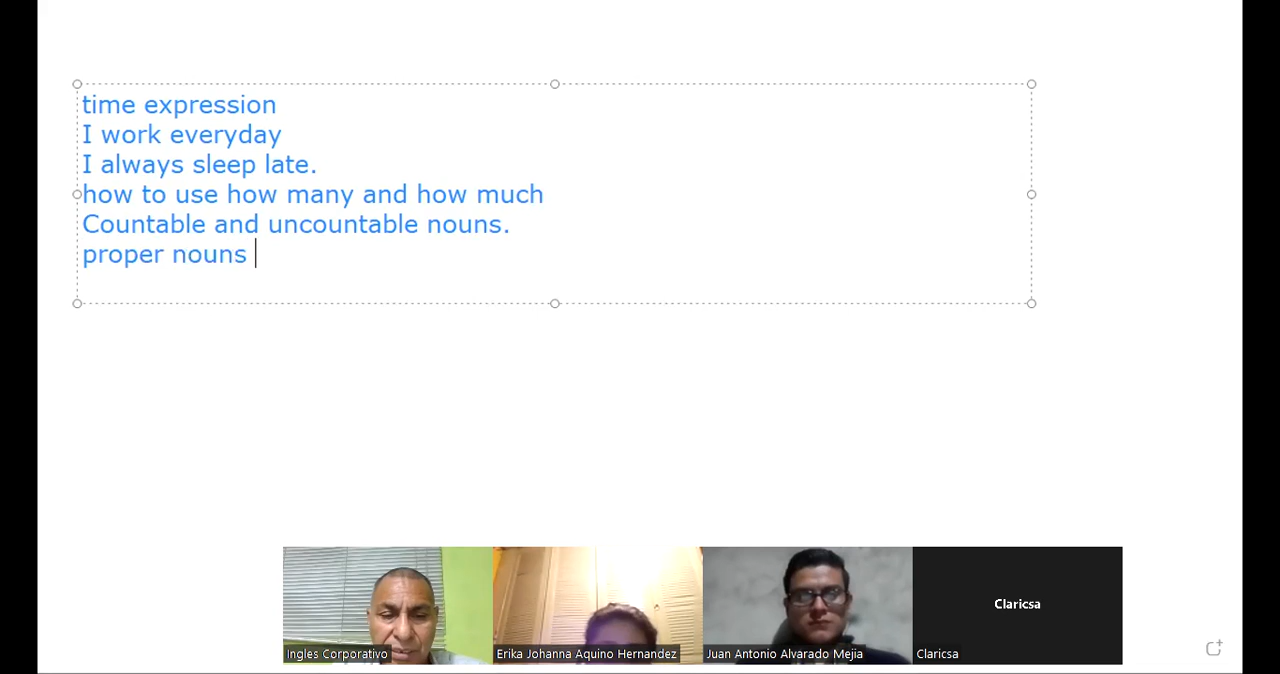 time expression
I work everyday
I always sleep late.
how to use how many and how much
Countable and uncountable nouns.
proper nouns
Claricsa
Ingles Corporativo
Erika Johanna Aquino Hernandez
Juan Antonio Alvarado Mejia
Claricsa